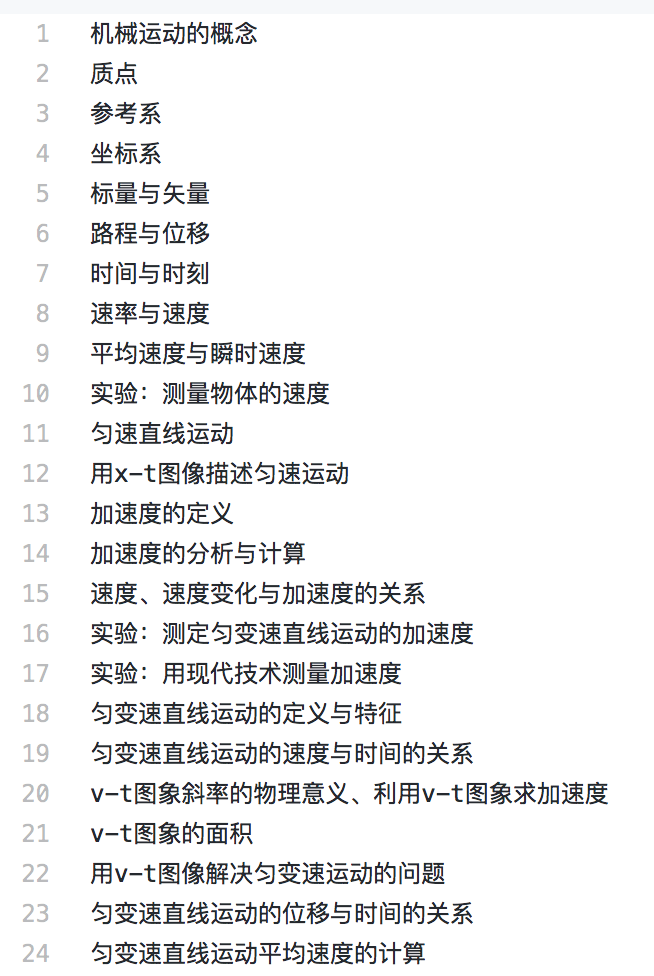 1 机械运动的概念
2 质点
3 参考系
4 坐标系
5 标量与矢量
6 路程与位移
7 时间与时刻
8 速率与速度
9 平均速度与瞬时速度
10 实验：测量物体的速度
11 匀速直线运动
12 用x-t图像描述匀速运动
13 加速度的定义
14 加速度的分析与计算
15 速度、速度变化与加速度的关系
16 实验：测定匀变速直线运动的加速度
17 实验：用现代技术测量加速度
18 匀变速直线运动的定义与特征
19 匀变速直线运动的速度与时间的关系
20 v-t图象斜率的物理意义、利用v-t图象求加速度
21 v-t图象的面积
22 用v-t图像解决匀变速运动的问题
23 匀变速直线运动的位移与时间的关系
24 匀变速直线运动平均速度的计算